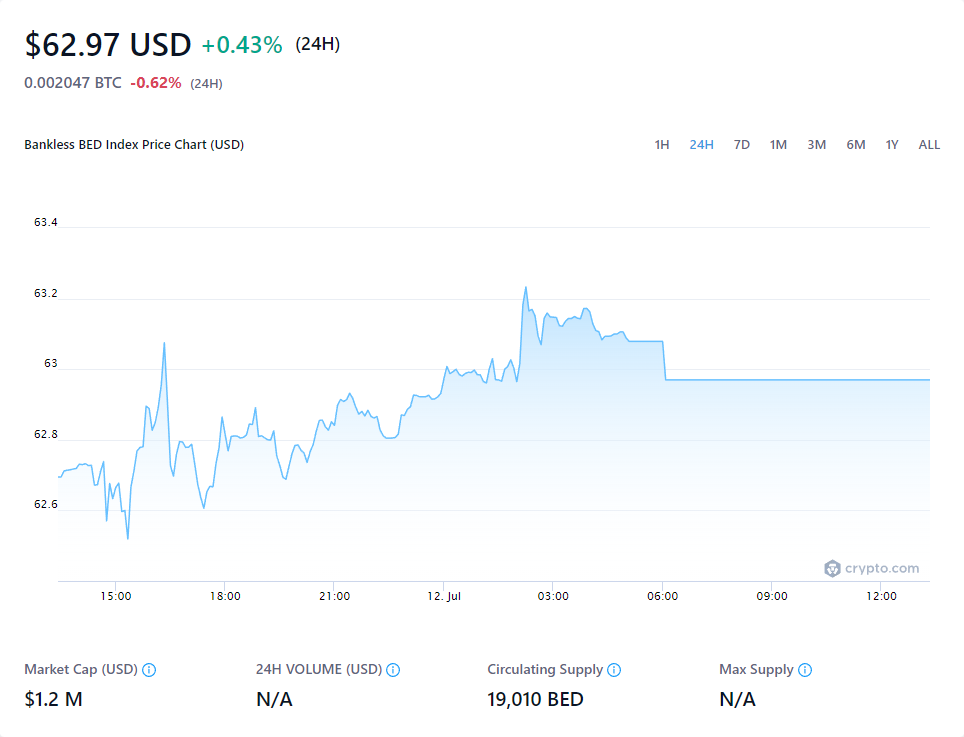 $62.97 USD +0.43% (24H)
0.002047 BTC -0.62% (24H)
Bankless BED Index Price Chart (USD) 1H 24H 7D 1M 3M 6M 1Y ALL
63.4
63.2
63
62.8
62.6
crypto.com
15:00 18:00 21:00 12. Jul 03:00 06:00 09:00 12:00
Market Cap (USD) 24H VOLUME (USD) Circulating Supply Max Supply
$1.2 M N/A 19,010 BED N/A